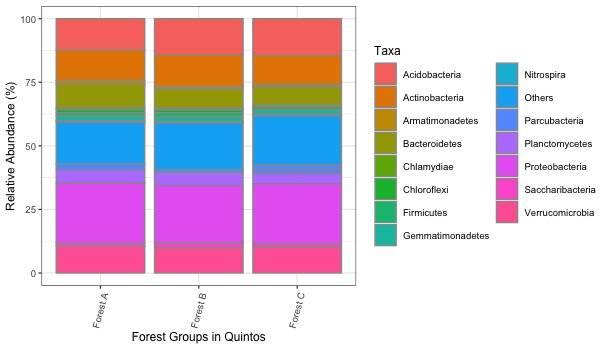 Relative Abundance (%)
100
75
50
25
0
Forest A
Forest B
Forest C
Forest Groups in Quintos
Taxa
Acidobacteria
Actinobacteria
Armatimonadetes
Bacteroidetes
Chlamydiae
Chloroflexi
Firmicutes
Gemmatimonadetes
Nitrospira
Others
Parcubacteria
Planctomycetes
Proteobacteria
Saccharibacteria
Verrucomicrobia